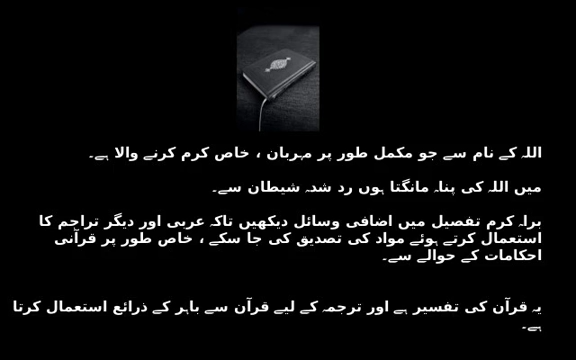 اللہ کے نام سے جو مکمل طور پر مہربان ، خاص کرم کرنے والا ہے۔
میں اللہ کی پناہ مانگتا ہوں رد شدہ شیطان سے۔
براہ کرم تفصیل میں اضافی وسائل دیکھیں تاکہ عربی اور دیگر تراجم کا
استعمال کرتے ہوئے مواد کی تصدیق کی جا سکے ، خاص طور پر قرآنی
احکامات کے حوالے سے۔
یہ قرآن کی تفسیر ہے اور ترجمہ کے لیے قرآن سے باہر کے ذرائع استعمال کرتا
ہے۔